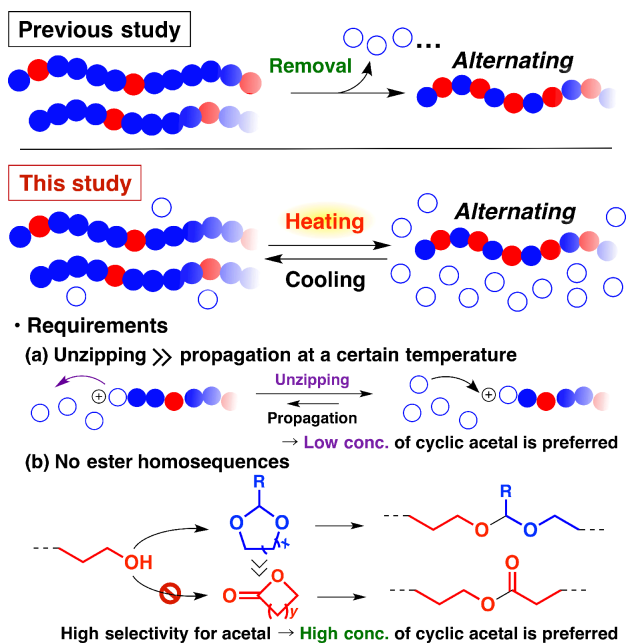 Previous study
Removal
...
Alternating
This study
Heating
Cooling
Alternating
・Requirements
(a) Unzipping ≫ propagation at a certain temperature
+
Unzipping
Propagation
+
→ Low conc. of cyclic acetal is preferred
(b) No ester homosequences
R
O O
x
OH
≫
O
O
y
R
O O
O
O
High selectivity for acetal → High conc. of cyclic acetal is preferred